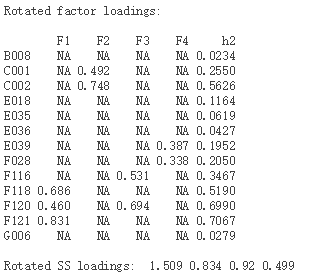 Rotated factor loadings:
F1 F2 F3 F4 h2
B008 NA NA NA NA 0.0234
C001 NA 0.492 NA NA 0.2550
C002 NA 0.748 NA NA 0.5626
E018 NA NA NA NA 0.1164
E035 NA NA NA NA 0.0619
E036 NA NA NA NA 0.0427
E039 NA NA NA 0.387 0.1952
F028 NA NA NA 0.338 0.2050
F116 NA NA 0.531 NA 0.3467
F118 0.686 NA NA NA 0.5190
F120 0.460 NA 0.694 NA 0.6990
F121 0.831 NA NA NA 0.7067
G006 NA NA NA NA 0.0279
Rotated SS loadings: 1.509 0.834 0.92 0.499